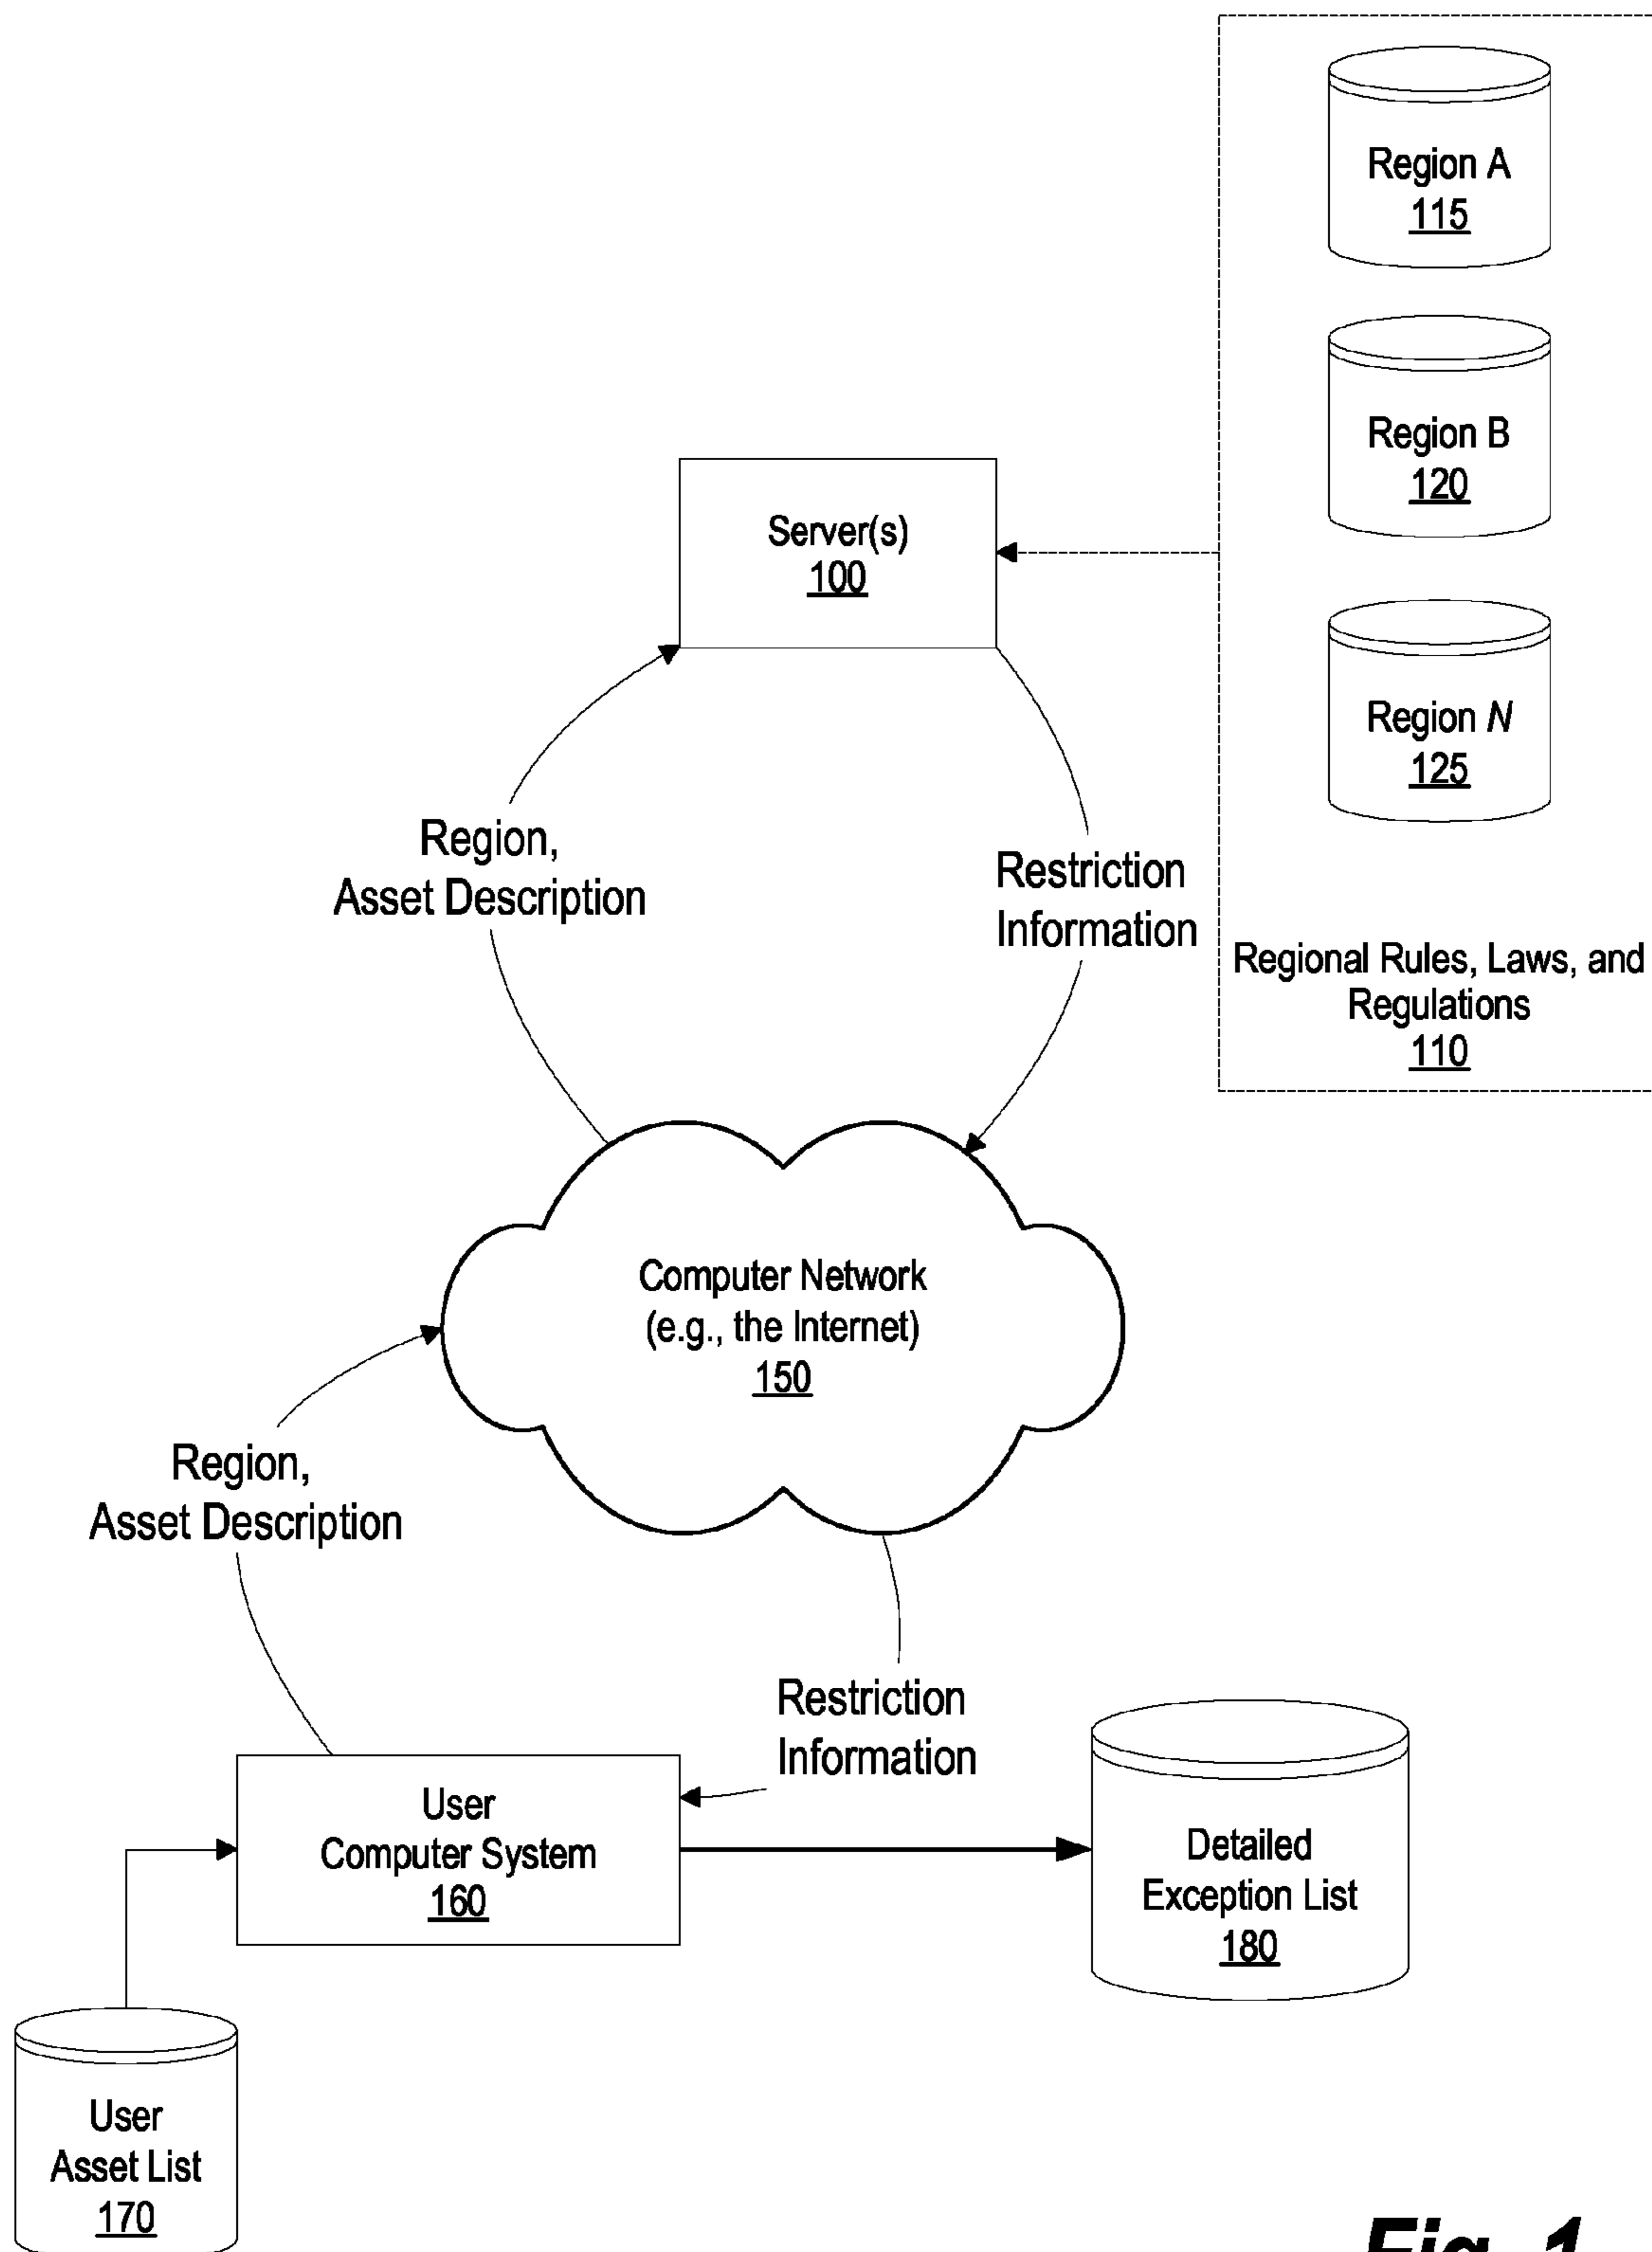 Region A
115
Region B
120
Server(s)
100
Region N
125
Region,
Asset Description
Restriction
Information
Regional Rules, Laws, and
Regulations
110
Computer Network
(e.g., the Internet)
150
Region,
Asset Description
Restriction
Information
User
Computer System
160
Detailed
Exception List
180
User
Asset List
170
Fig. 1